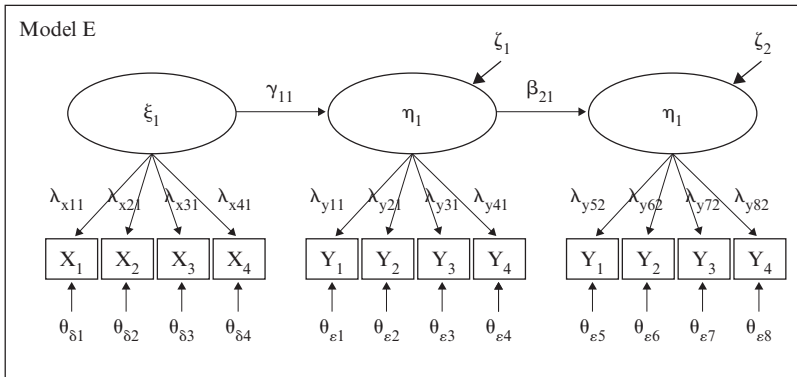 Model E
ζ1 ζ2
γ11 β21
ξ1 η1 η1
λx11 λx21 λx31 λx41 λy11 λy21 λy31 λy41 λy52 λy62 λy72 λy82
X1 X2 X3 X4 Y1 Y2 Y3 Y4 Y1 Y2 Y3 Y4
θδ1 θδ2 θδ3 θδ4 θε1 θε2 θε3 θε4 θε5 θε6 θε7 θε8